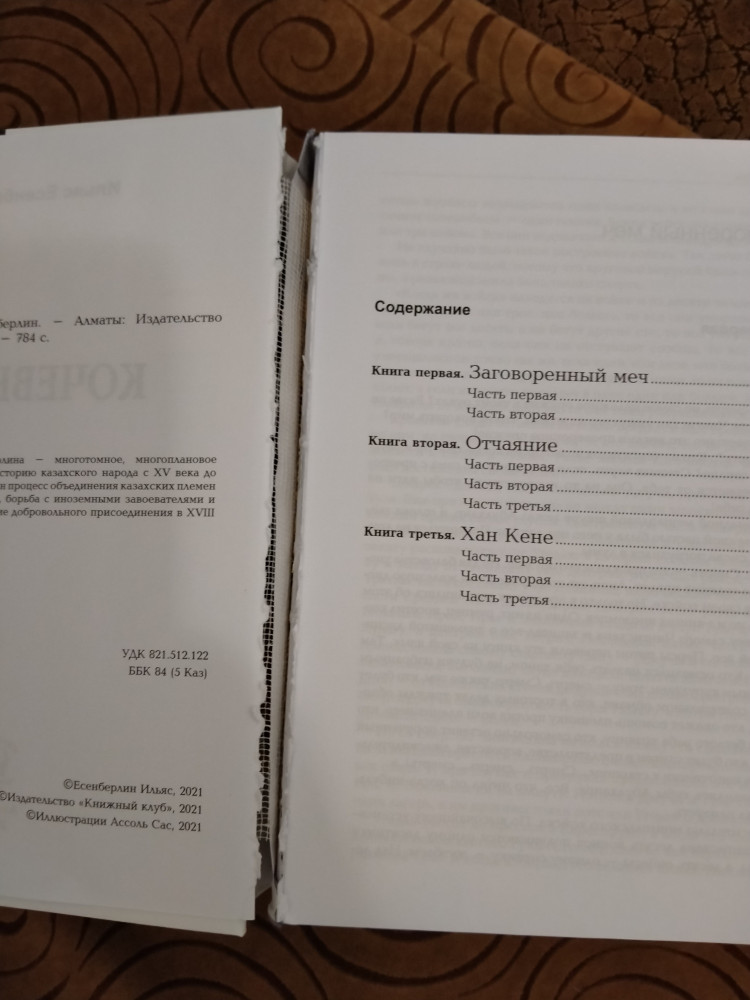 берлин. — Алматы: Издательство
— 784 с.
КОЧЕВ
олина — многотомное, многоплановое
сторию казахского народа с XV века до
н процесс объединения казахских племен
, борьба с иноземными завоевателями и
ие добровольного присоединения в XVIII
УДК 821.512.122
ББК 84 (5 Каз)
©Есенберлин Ильяс, 2021
©Издательство «Книжный клуб», 2021
©Иллюстрации Ассоль Сас, 2021
Содержание
Книга первая. Заговоренный меч
Часть первая
Часть вторая
Книга вторая. Отчаяние
Часть первая
Часть вторая
Часть третья
Книга третья. Хан Кене
Часть первая
Часть вторая
Часть третья